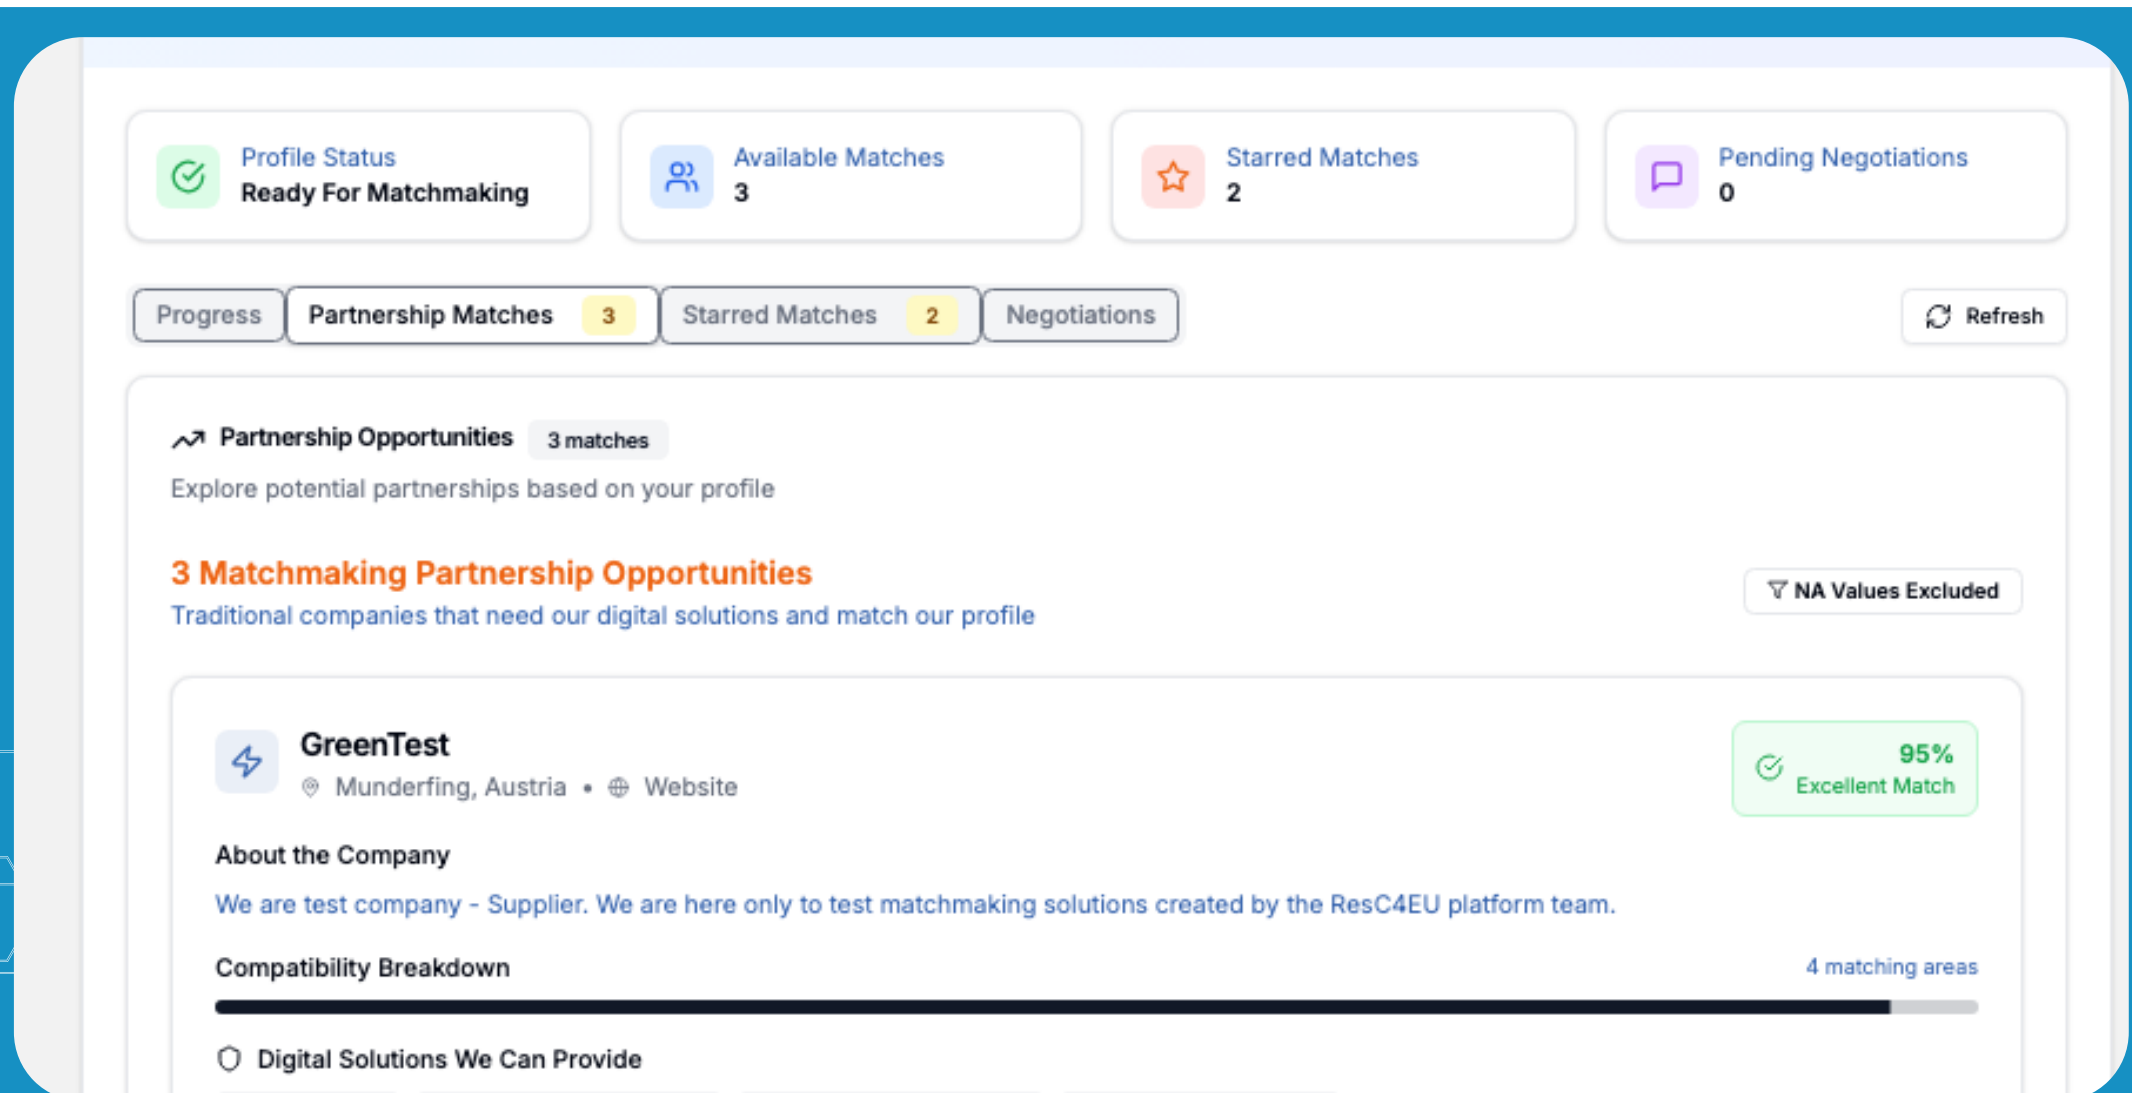 Profile Status
Ready For Matchmaking
Available Matches
3
Starred Matches
2
Pending Negotiations
0
Progress
Partnership Matches 3
Starred Matches 2
Negotiations
Refresh
Partnership Opportunities 3 matches
Explore potential partnerships based on your profile
3 Matchmaking Partnership Opportunities
Traditional companies that need our digital solutions and match our profile
NA Values Excluded
GreenTest
Munderfing, Austria • Website
95%
Excellent Match
About the Company
We are test company - Supplier. We are here only to test matchmaking solutions created by the ResC4EU platform team.
Compatibility Breakdown
4 matching areas
Digital Solutions We Can Provide